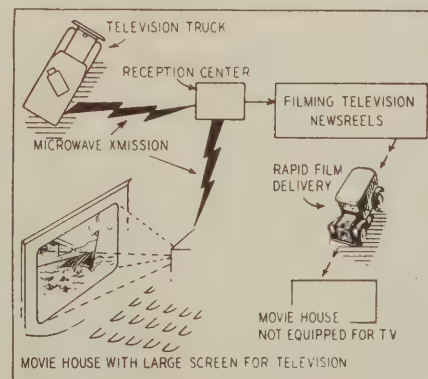 TELEVISION TRUCK
RECEPTION CENTER
FILMING TELEVISION
NEWSREELS
MICROWAVE XMISSION
RAPID FILM
DELIVERY
MOVIE HOUSE
NOT EQUIPPED FOR TV
MOVIE HOUSE WITH LARGE SCREEN FOR TELEVISION